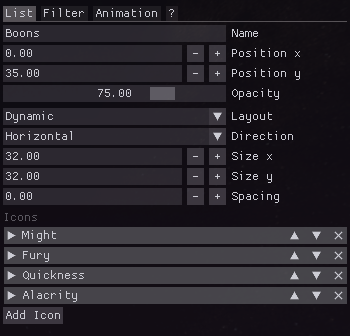 List Filter Animation ?
Boons Name
0.00 - + Position x
35.00 - + Position y
75.00 Opacity
Dynamic Layout
Horizontal Direction
32.00 - + Size x
32.00 - + Size y
0.00 - + Spacing
Icons
Might
Fury
Quickness
Alacrity
Add Icon